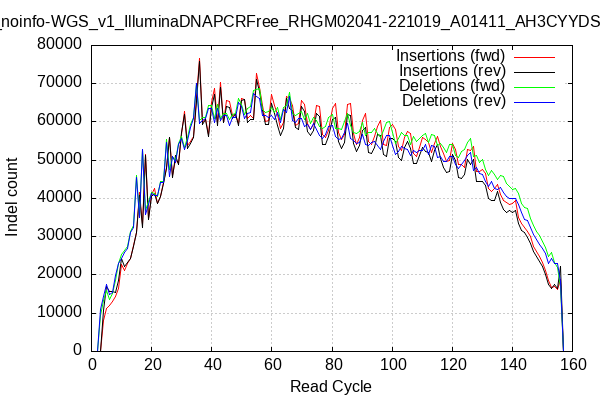 _noinfo-WGS_v1_IlluminaDNAPCRFree_RHGM02041-221019_A01411_AH3CYYDS
Insertions (fwd)
Insertions (rev)
Deletions (fwd)
Deletions (rev)
80000
70000
60000
50000
40000
30000
20000
10000
0
Indel count
0 20 40 60 80 100 120 140 160
Read Cycle